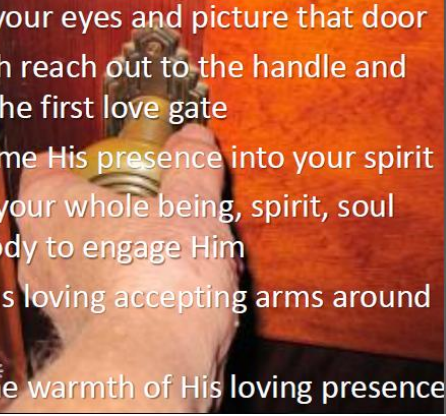 your eyes and picture that door
h reach out to the handle and
he first love gate
me His presence into your spirit
your whole being, spirit, soul
ody to engage Him
s loving accepting arms around
e warmth of His loving presence